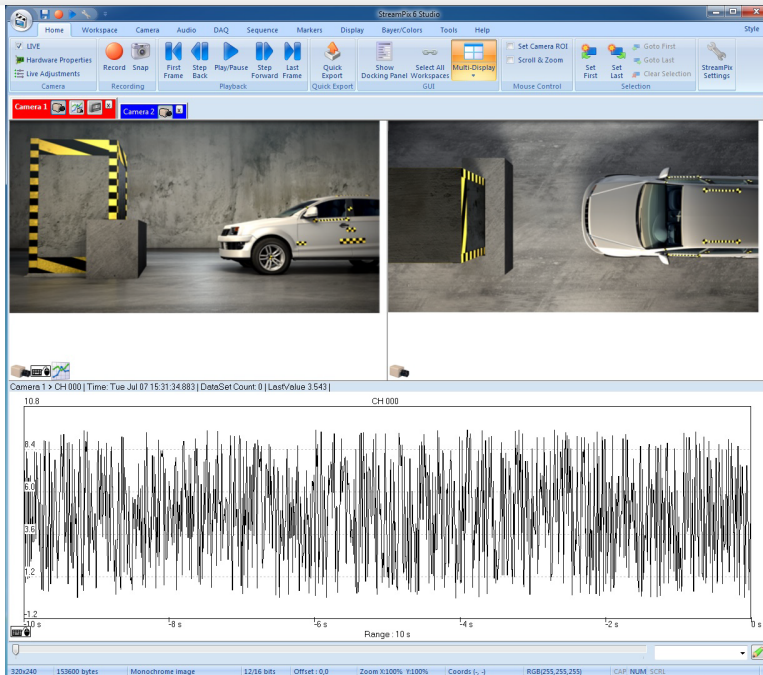 StreamPix 6 Studio
Home Workspace Camera Audio DAQ Sequence Markers Display Bayer/Colors Tools Help Style
LIVE
Hardware Properties
Live Adjustments
Camera
Record Snap
Recording
First Frame Step Back Play/Pause Step Forward Last Frame
Playback
Quick Export
Quick Export
Show Docking Panel Select All Workspaces Multi-Display
GUI
Set Camera ROI
Scroll & Zoom
Mouse Control
Set First Set Last
Goto First
Goto Last
Clear Selection
Selection
StreamPix Settings
Camera 1 Camera 2
Camera 1 > CH 000 | Time: Tue Jul 07 15:31:34.883 | DataSet Count: 0 | LastValue 3.543 |
10.8 CH 000
8.4
6.0
3.6
1.2
-1.2
-10 s -8 s -6 s -4 s -2 s 0 s
Range : 10 s
320x240 153600 bytes Monochrome image 12/16 bits Offset : 0,0 Zoom X:100% Y:100% Coords (-, -) RGB(255,255,255) CAP NUM SCRL